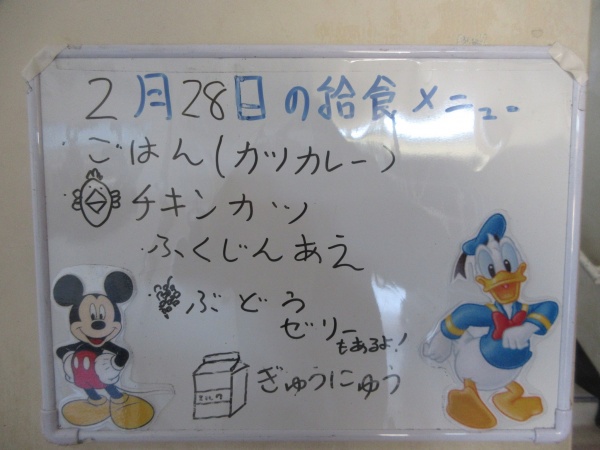 2月28日の給食メニュー
ごはん(カツカレー)
チキンカツ
ふくじんあえ
ぶどう
ゼリー
もあるよ!
ぎゅうにゅう